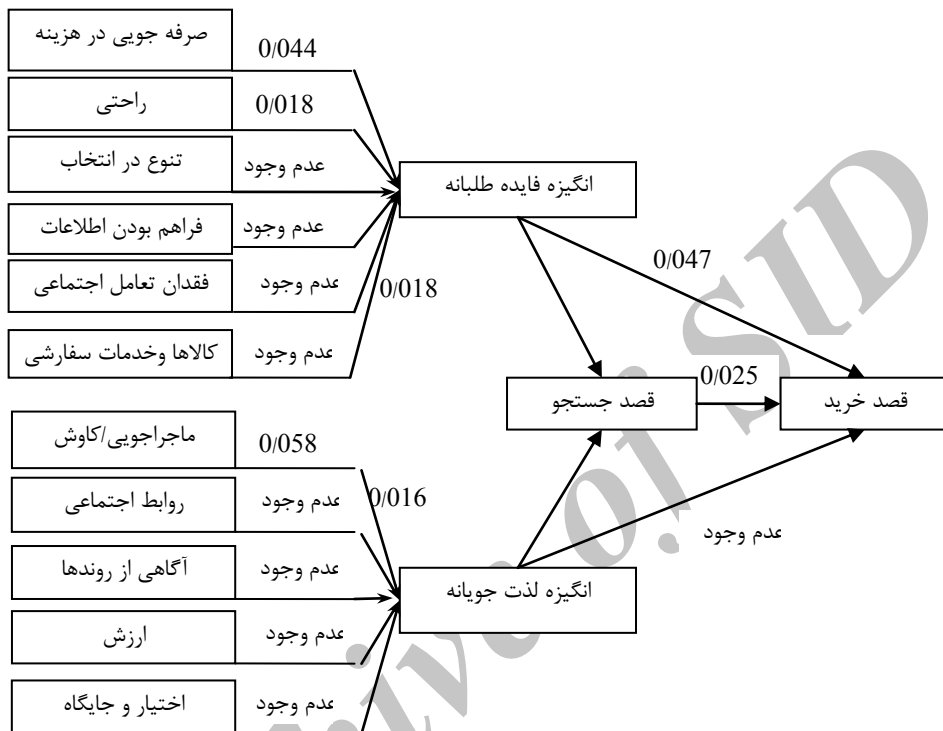 صرفه جویی در هزینه
0/044
راحتی
0/018
تنوع در انتخاب
عدم وجود
فراهم بودن اطلاعات
عدم وجود
فقدان تعامل اجتماعی
عدم وجود
کالاها وخدمات سفارشی
عدم وجود
انگیزه فایده طلبانه
0/018
0/047
قصد جستجو
0/025
قصد خرید
ماجراجویی/کاوش
0/058
روابط اجتماعی
عدم وجود
0/016
آگاهی از روندها
عدم وجود
ارزش
عدم وجود
اختیار و جایگاه
عدم وجود
انگیزه لذت جویانه
عدم وجود
Archive of SID